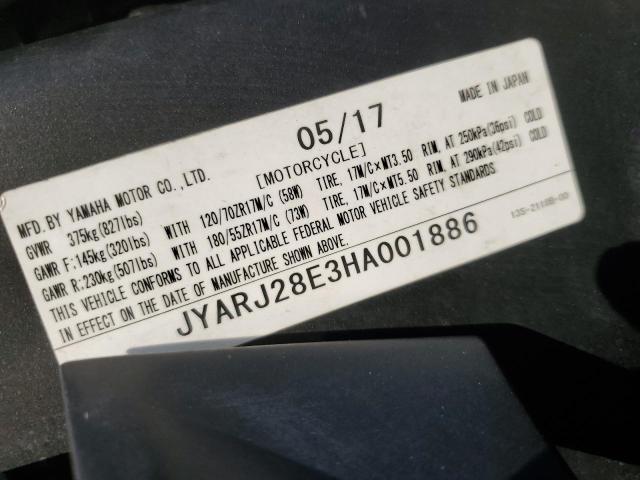 05/17 MADE IN JAPAN
MFD. BY YAMAHA MOTOR CO.,LTD. [MOTORCYCLE]
GVWR 375kg(827lbs)
GAWR F:145kg(320lbs) WITH 120/70ZR17M/C (58W) TIRE, 17M/C×MT3.50 RIM, AT 250kPa(36psi) COLD
GAWR R:230kg(507lbs) WITH 180/55ZR17M/C (73W) TIRE, 17M/C×MT5.50 RIM, AT 290kPa(42psi) COLD
THIS VEHICLE CONFORMS TO ALL APPLICABLE FEDERAL MOTOR VEHICLE SAFETY STANDARDS
IN EFFECT ON THE DATE OF MANUFACTURE SHOWN ABOVE.
JYARJ28E3HA001886